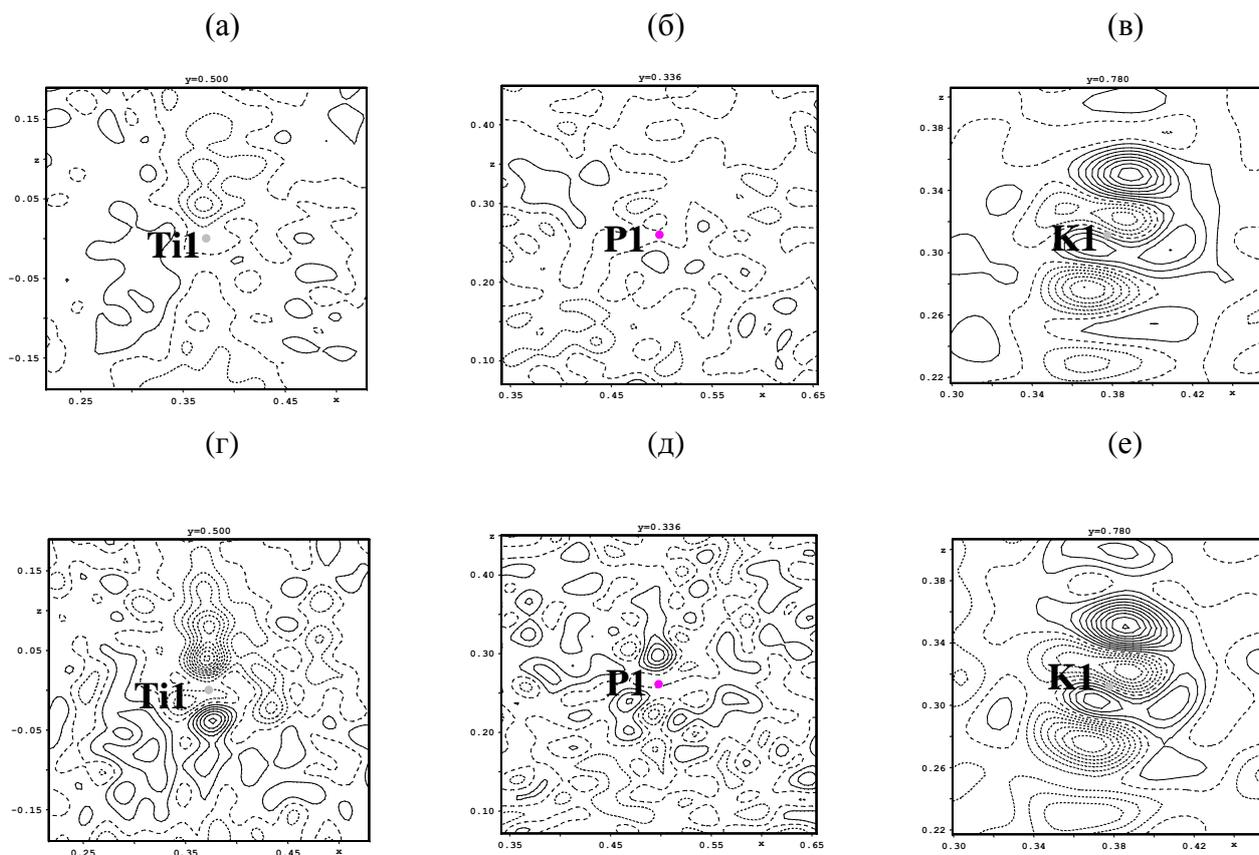 (а) (б) (в)
y=0.500 y=0.336 y=0.780
0.15 z 0.05 -0.05 -0.15
Ti1
0.25 0.35 0.45 x
0.40 z 0.30 0.20 0.10
P1
0.35 0.45 0.55 x 0.65
z 0.38 0.34 0.30 0.26 0.22
K1
0.30 0.34 0.38 0.42 x
(г) (д) (е)
y=0.500 y=0.336 y=0.780
0.15 z 0.05 -0.05 -0.15
Ti1
0.25 0.35 0.45 x
z 0.40 0.30 0.20 0.10
P1
0.35 0.45 0.55 x 0.65
z 0.38 0.34 0.30 0.26 0.22
K1
0.30 0.34 0.38 0.42 x